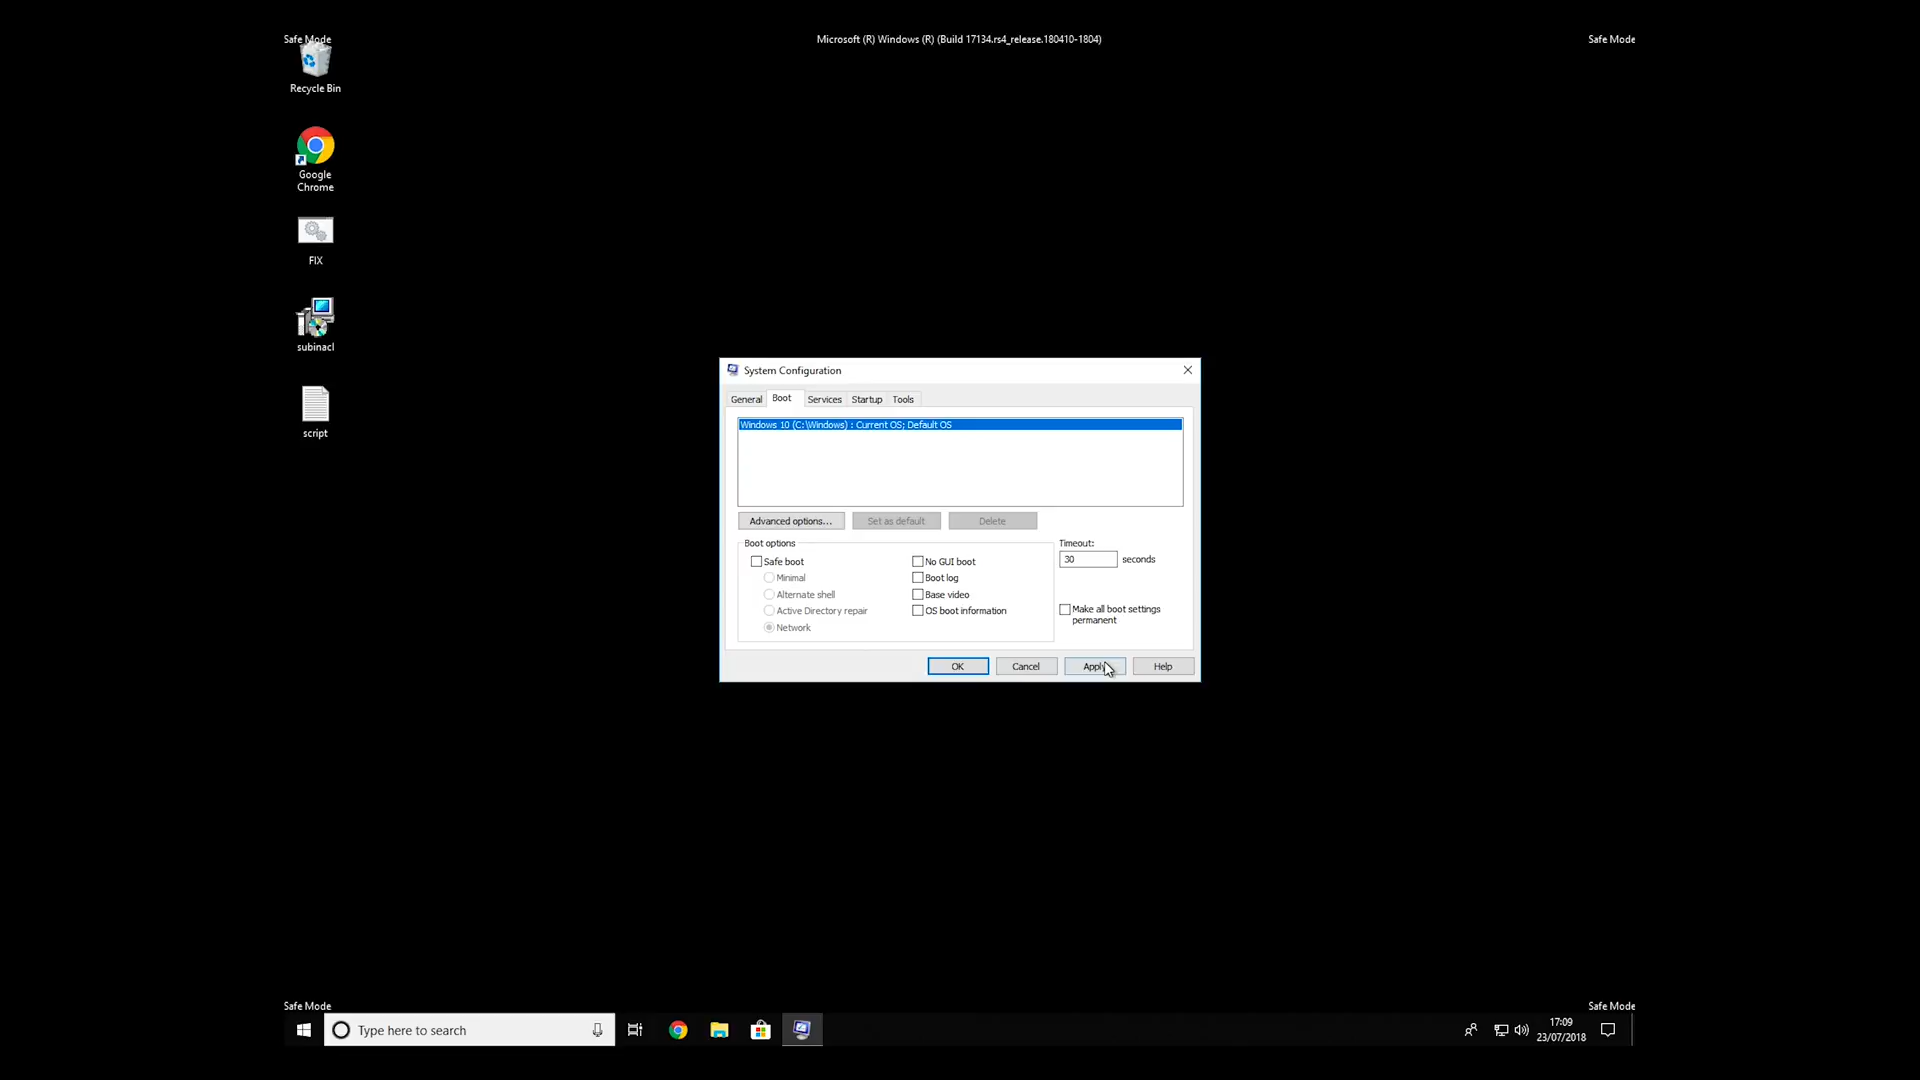 Safe Mode
Microsoft (R) Windows (R) (Build 17134.rs4_release.180410-1804)
Safe Mode
Recycle Bin
Google
Chrome
FIX
subinacl
script
System Configuration
General
Boot
Services
Startup
Tools
Windows 10 (C:\Windows) : Current OS; Default OS
Advanced options...
Set as default
Delete
Boot options
Safe boot
Minimal
Alternate shell
Active Directory repair
Network
No GUI boot
Boot log
Base video
OS boot information
Timeout:
30
seconds
Make all boot settings
permanent
OK
Cancel
Apply
Help
Safe Mode
Safe Mode
Type here to search
17:09
23/07/2018